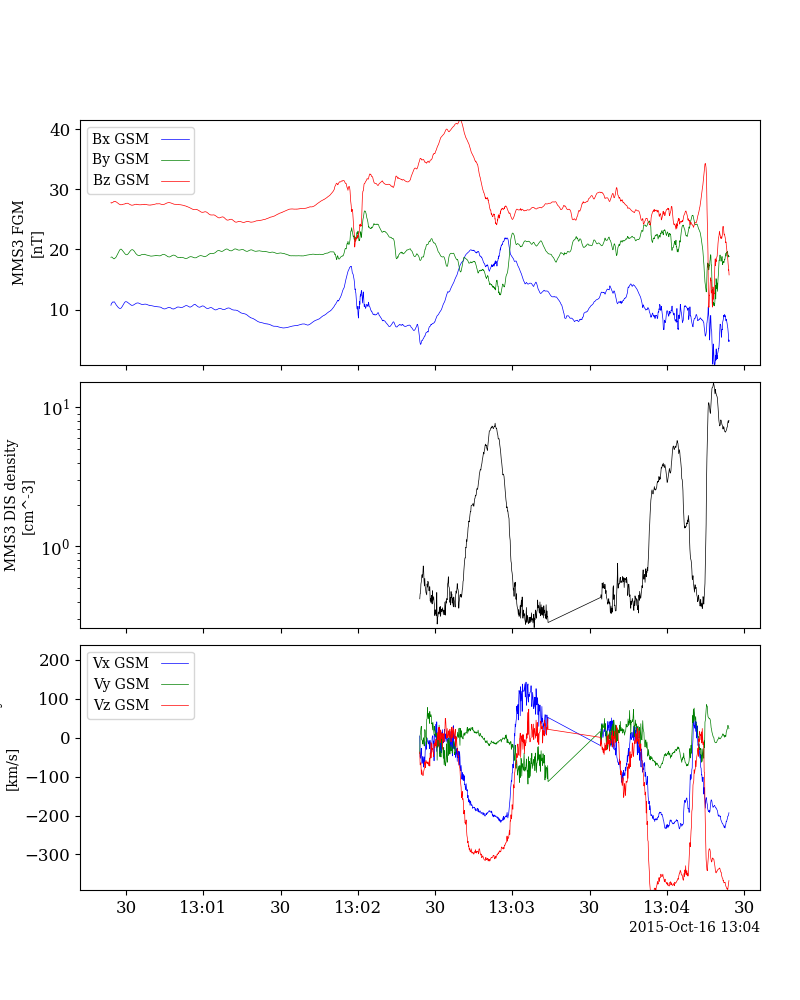 MMS3 FGM
[nT]
40
30
20
10
Bx GSM
By GSM
Bz GSM
MMS3 DIS density
[cm^-3]
10^1
10^0
[km/s]
200
100
0
−100
−200
−300
Vx GSM
Vy GSM
Vz GSM
30 13:01 30 13:02 30 13:03 30 13:04 30
2015-Oct-16 13:04